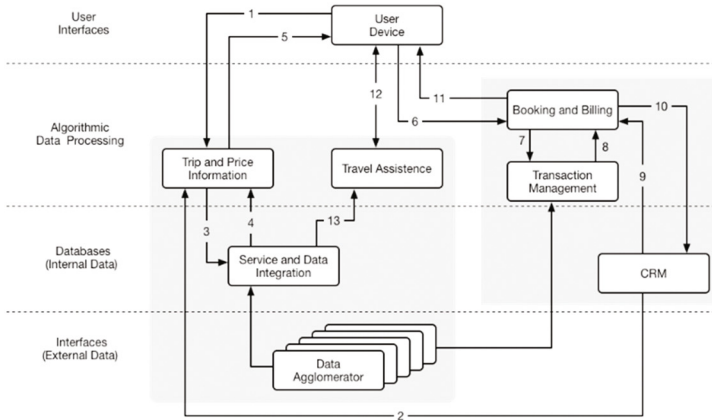 User
Interfaces
1
5
User
Device
12
11
6
Algorithmic
Data Processing
Booking and Billing
10
7
8
9
Trip and Price
Information
Travel Assistence
Transaction
Management
3
4
13
Databases
(Internal Data)
Service and Data
Integration
CRM
Interfaces
(External Data)
Data
Agglomerator
2